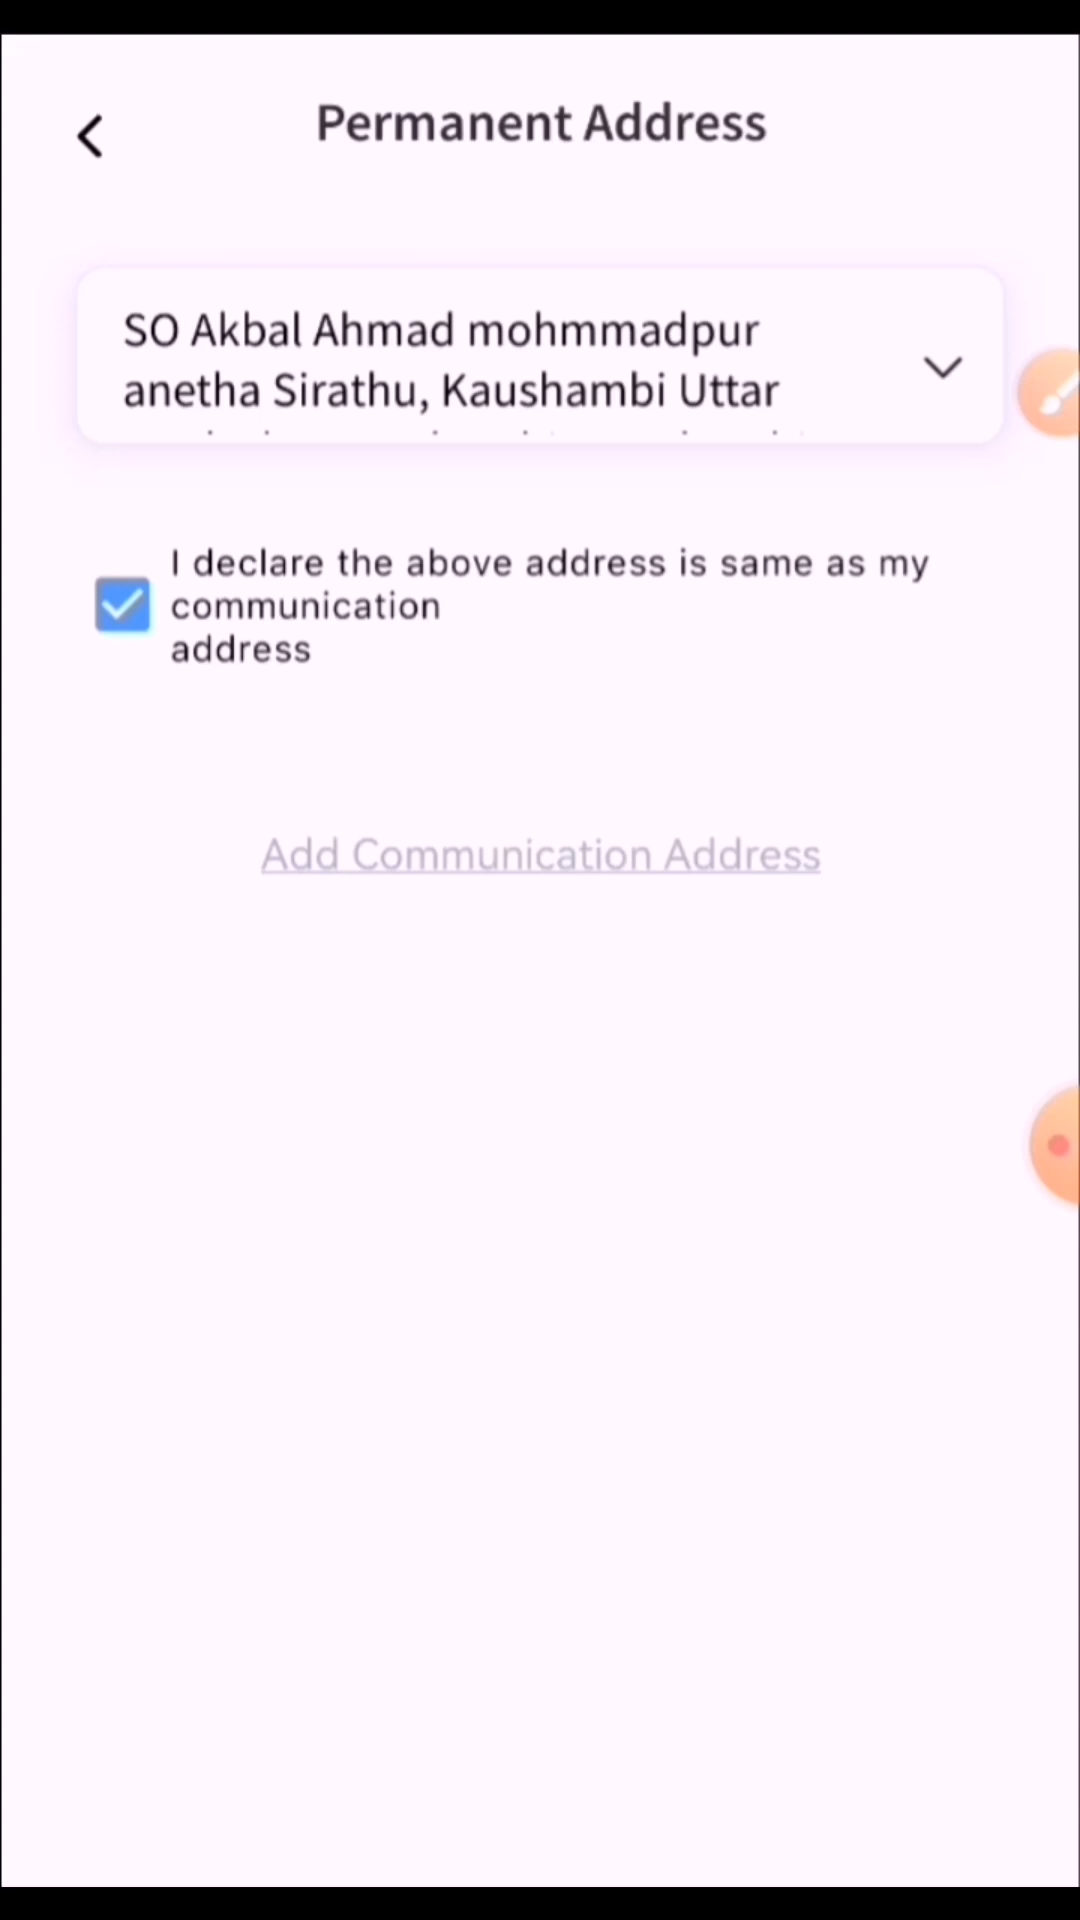 Permanent Address
SO Akbal Ahmad mohmmadpur
anetha Sirathu, Kaushambi Uttar
I declare the above address is same as my
communication
address
Add Communication Address